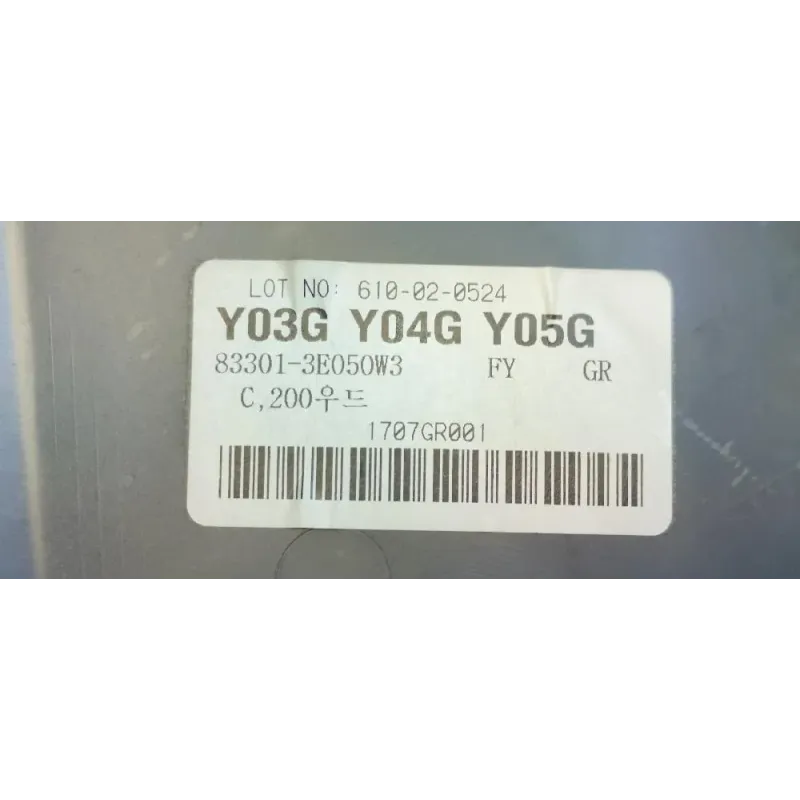 LOT NO: 610-02-0524
Y03G Y04G Y05G
83301-3E050W3 FY GR
C,200우드
1707GR001